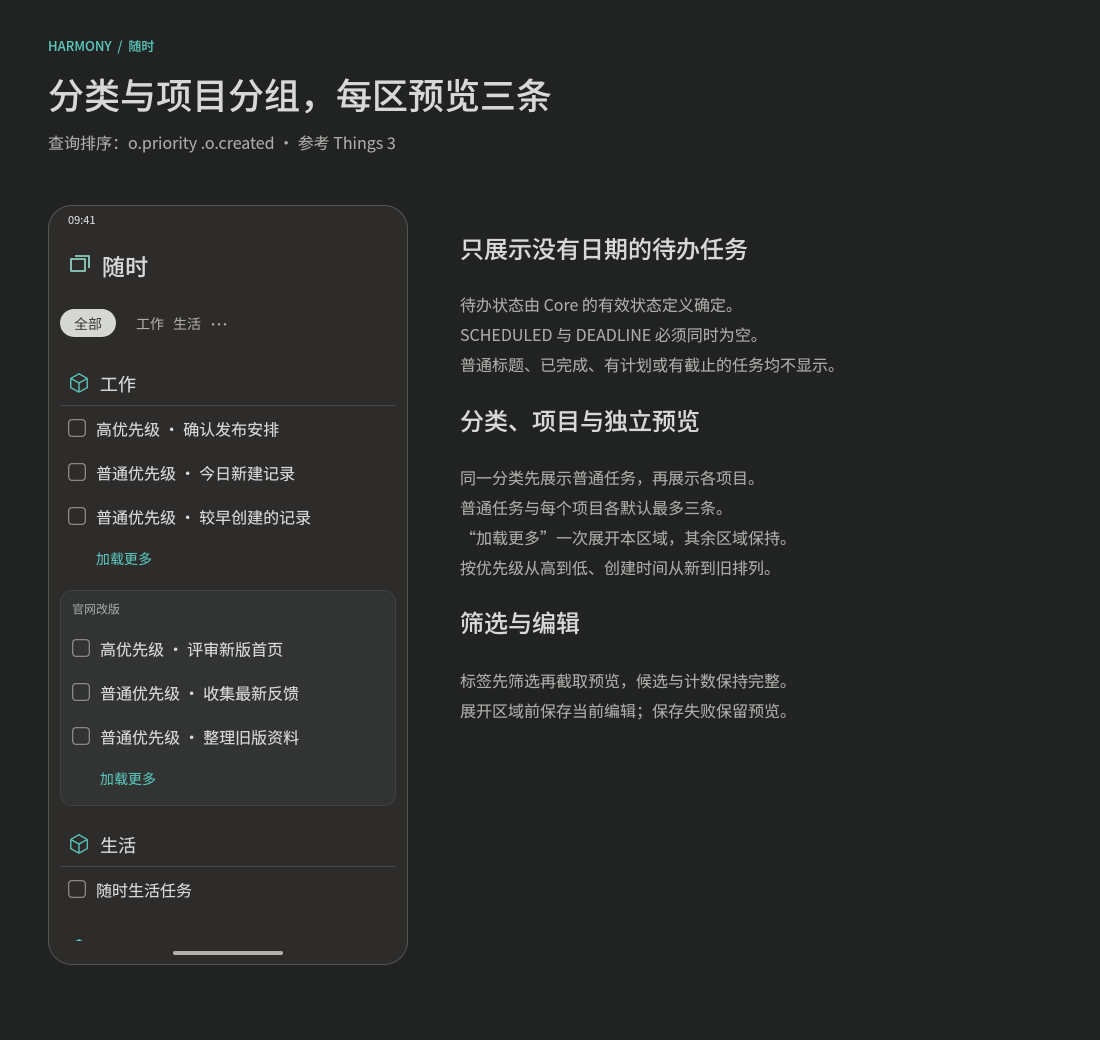 HARMONY / 随时
分类与项目分组，每区预览三条
查询排序：o.priority .o.created · 参考 Things 3
09:41
随时
全部 工作 生活 ···
工作
高优先级 · 确认发布安排
普通优先级 · 今日新建记录
普通优先级 · 较早创建的记录
加载更多
官网改版
高优先级 · 评审新版首页
普通优先级 · 收集最新反馈
普通优先级 · 整理旧版资料
加载更多
生活
随时生活任务
只展示没有日期的待办任务
待办状态由 Core 的有效状态定义确定。
SCHEDULED 与 DEADLINE 必须同时为空。
普通标题、已完成、有计划或有截止的任务均不显示。
分类、项目与独立预览
同一分类先展示普通任务，再展示各项目。
普通任务与每个项目各默认最多三条。
“加载更多”一次展开本区域，其余区域保持。
按优先级从高到低、创建时间从新到旧排列。
筛选与编辑
标签先筛选再截取预览，候选与计数保持完整。
展开区域前保存当前编辑；保存失败保留预览。